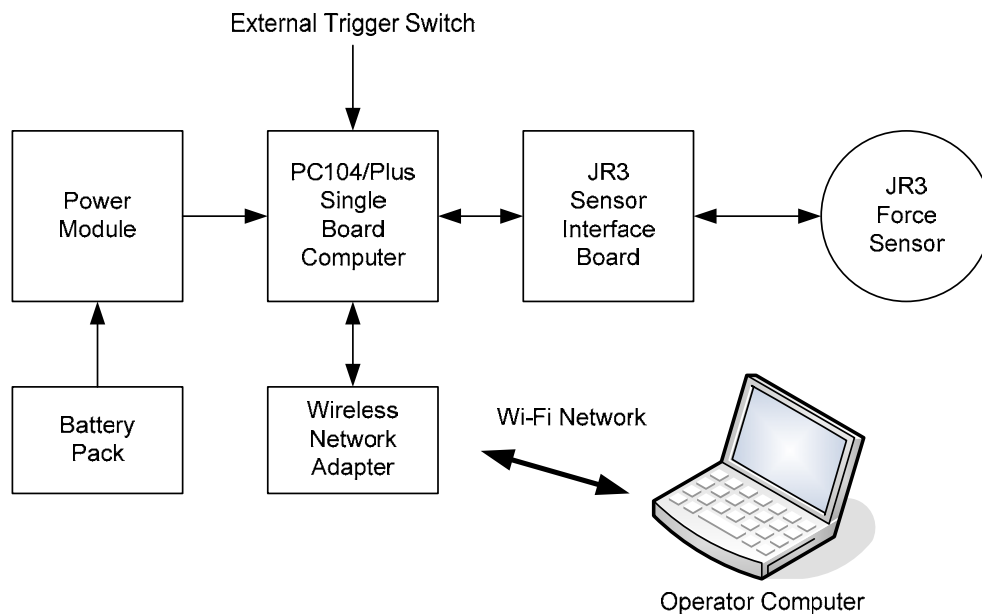 External Trigger Switch
Power
Module
PC104/Plus
Single
Board
Computer
JR3
Sensor
Interface
Board
JR3
Force
Sensor
Battery
Pack
Wireless
Network
Adapter
Wi-Fi Network
Operator Computer